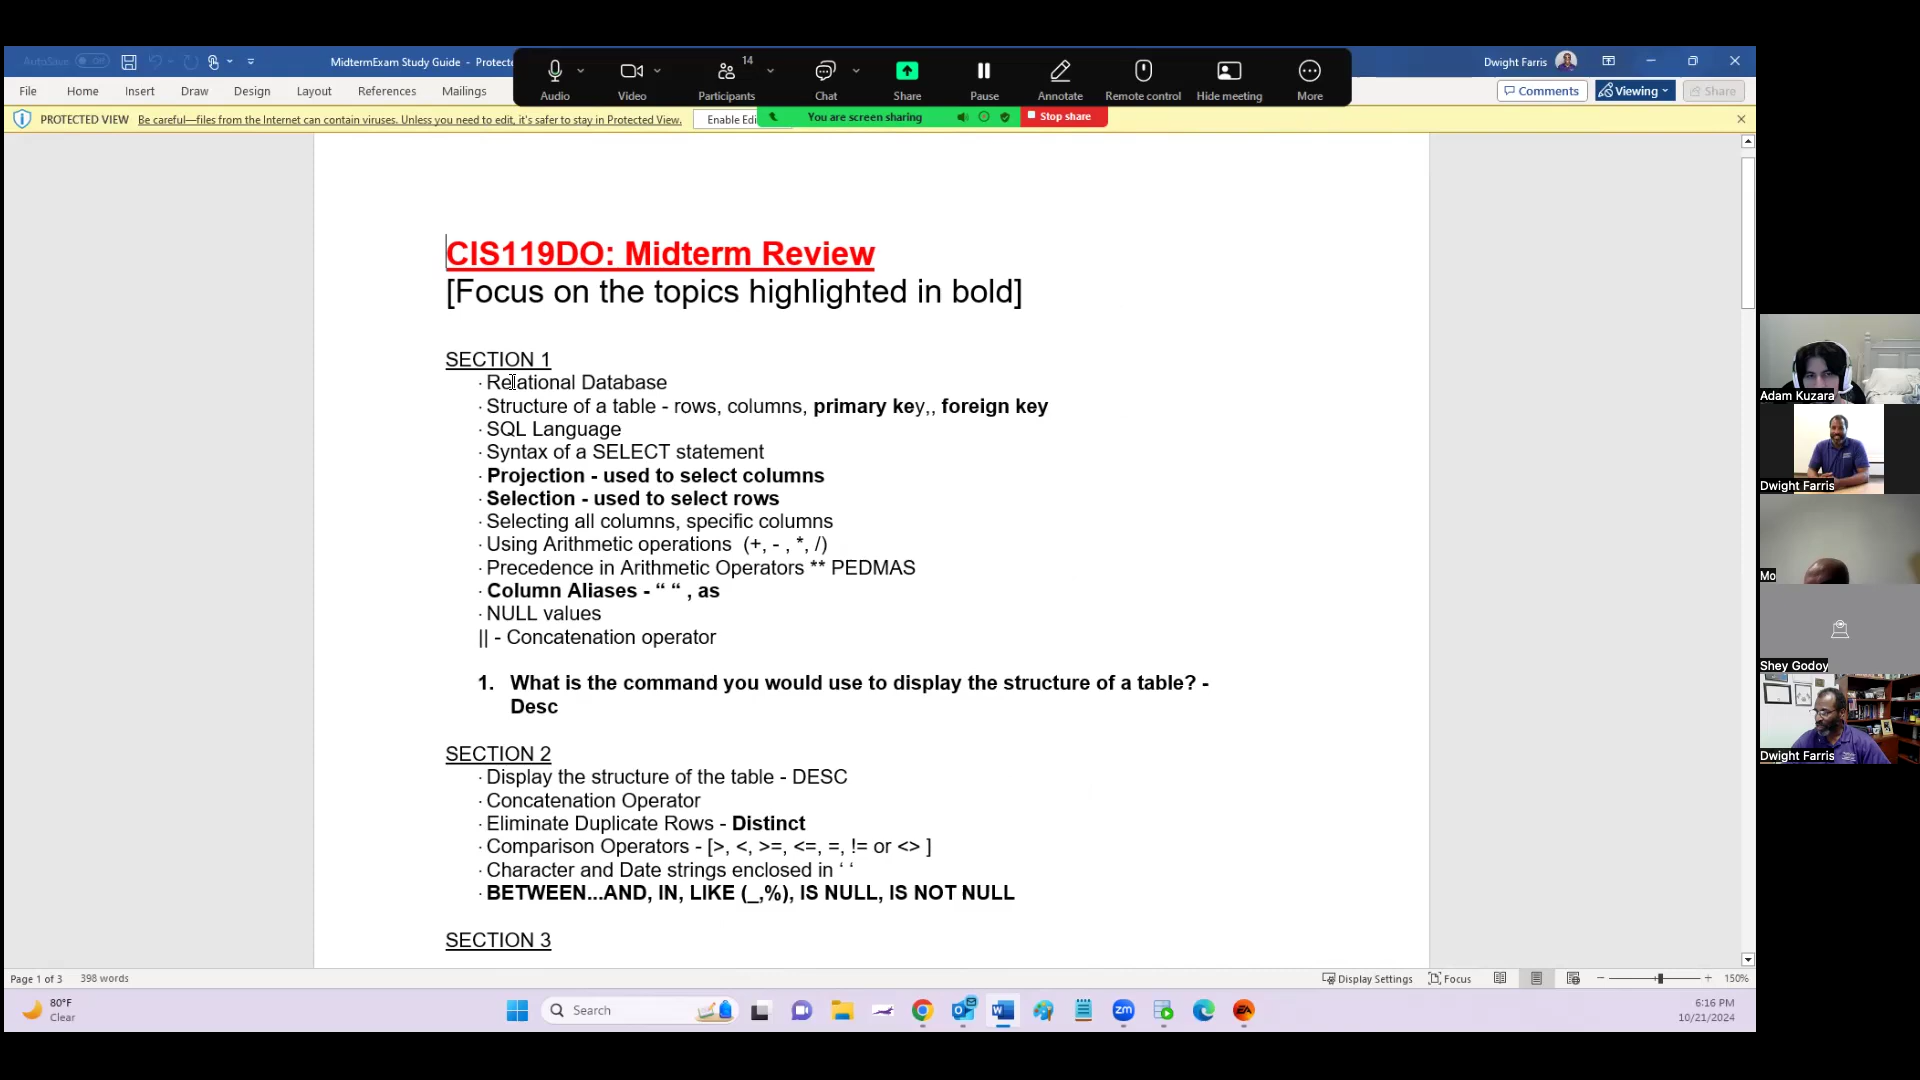 AutoSave Off
MidtermExam Study Guide - Protec
Dwight Farris
14
Audio
Video
Participants
Chat
Share
Pause
Annotate
Remote control
Hide meeting
More
File
Home
Insert
Draw
Design
Layout
References
Mailings
Comments
Viewing
Share
You are screen sharing
Stop share
PROTECTED VIEW
Be careful—files from the Internet can contain viruses. Unless you need to edit, it's safer to stay in Protected View.
Enable Edi
CIS119DO: Midterm Review
[Focus on the topics highlighted in bold]
SECTION 1
· Relational Database
· Structure of a table - rows, columns, primary key,, foreign key
· SQL Language
· Syntax of a SELECT statement
· Projection - used to select columns
· Selection - used to select rows
· Selecting all columns, specific columns
· Using Arithmetic operations (+, - , *, /)
· Precedence in Arithmetic Operators ** PEDMAS
· Column Aliases - “ “ , as
· NULL values
|| - Concatenation operator
1. What is the command you would use to display the structure of a table? -
Desc
SECTION 2
· Display the structure of the table - DESC
· Concatenation Operator
· Eliminate Duplicate Rows - Distinct
· Comparison Operators - [>, <, >=, <=, =, != or <> ]
· Character and Date strings enclosed in ‘ ‘
· BETWEEN...AND, IN, LIKE (_,%), IS NULL, IS NOT NULL
SECTION 3
Adam Kuzara
Dwight Farris
Mo
Shey Godoy
Dwight Farris
Page 1 of 3
398 words
Display Settings
Focus
150%
80°F
Clear
Search
zm
EA
6:16 PM
10/21/2024